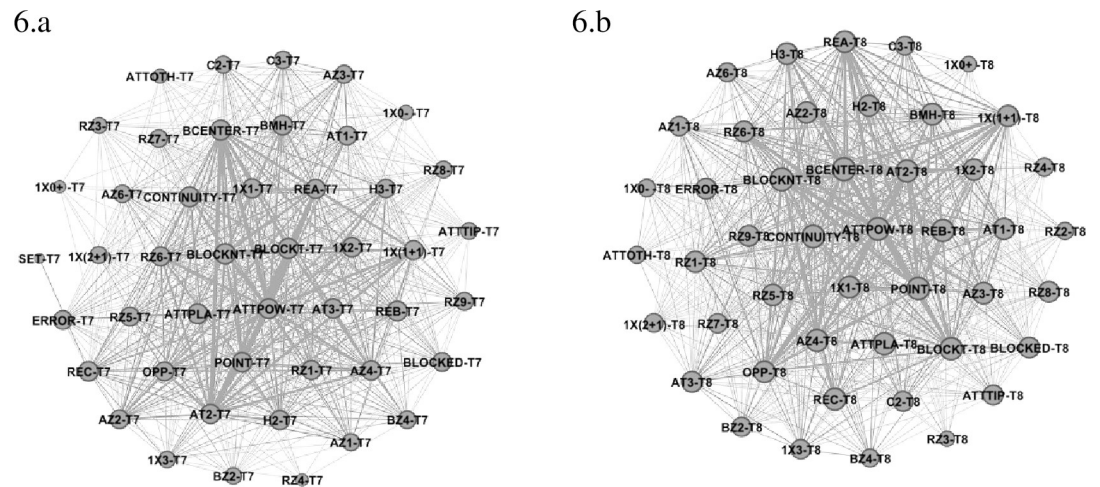 6.a
6.b
C2-T7
C3-T7
ATTOTH-T7
AZ3-T7
1X0- -T7
RZ3-T7
RZ7-T7
BCENTER-T7
BMH-T7
AT1-T7
RZ8-T7
1X0+-T7
AZ6-T7
CONTINUITY-T7
1X1-T7
REA-T7
H3-T7
ATTTIP-T7
SET-T7
1X(2+1)-T7
RZ6-T7
BLOCKNT-T7
BLOCKT-T7
1X2-T7
1X(1+1)-T7
RZ9-T7
ERROR-T7
RZ5-T7
ATTPLA-T7
ATTPOW-T7
AT3-T7
REB-T7
REC-T7
OPP-T7
POINT-T7
RZ1-T7
AZ4-T7
BLOCKED-T7
AZ2-T7
AT2-T7
H2-T7
BZ4-T7
AZ1-T7
1X3-T7
BZ2-T7
RZ4-T7
REA-T8
H3-T8
C3-T8
1X0+-T8
AZ6-T8
AZ2-T8
H2-T8
BMH-T8
1X(1+1)-T8
AZ1-T8
RZ6-T8
BCENTER-T8
AT2-T8
1X2-T8
RZ4-T8
1X0- -T8
ERROR-T8
BLOCKNT-T8
ATTOTH-T8
RZ9-T8
CONTINUITY-T8
ATTPOW-T8
REB-T8
AT1-T8
RZ2-T8
RZ1-T8
RZ5-T8
1X1-T8
POINT-T8
AZ3-T8
RZ8-T8
1X(2+1)-T8
RZ7-T8
AZ4-T8
ATTPLA-T8
BLOCKT-T8
BLOCKED-T8
AT3-T8
OPP-T8
REC-T8
C2-T8
ATTTIP-T8
BZ2-T8
1X3-T8
BZ4-T8
RZ3-T8